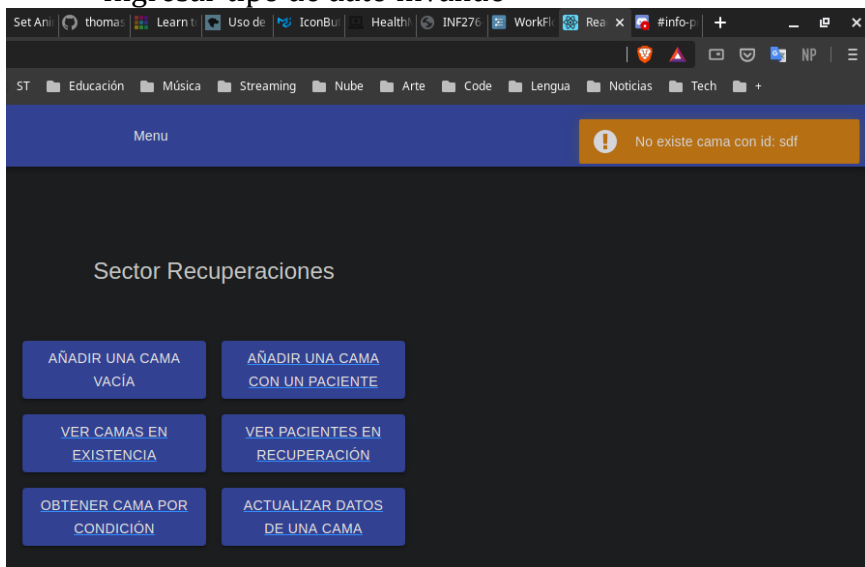 Set Ani thomas Learn t Uso de IconBut Health INF276 WorkFl Rea #info-p
NP
ST Educación Música Streaming Nube Arte Code Lengua Noticias Tech +
Menu
No existe cama con id: sdf
Sector Recuperaciones
AÑADIR UNA CAMA
VACÍA
AÑADIR UNA CAMA
CON UN PACIENTE
VER CAMAS EN
EXISTENCIA
VER PACIENTES EN
RECUPERACIÓN
OBTENER CAMA POR
CONDICIÓN
ACTUALIZAR DATOS
DE UNA CAMA